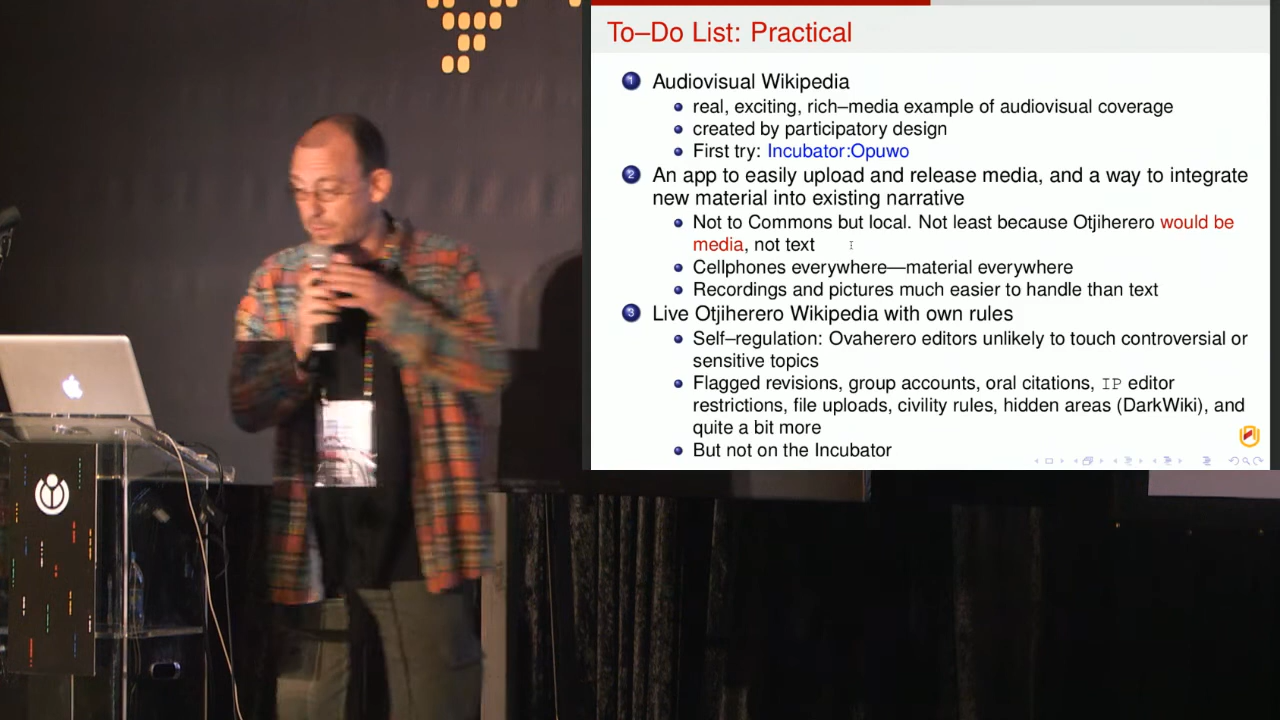 To–Do List: Practical
1 Audiovisual Wikipedia
real, exciting, rich–media example of audiovisual coverage
created by participatory design
First try: Incubator:Opuwo
2 An app to easily upload and release media, and a way to integrate
new material into existing narrative
Not to Commons but local. Not least because Otjiherero would be
media, not text
Cellphones everywhere—material everywhere
Recordings and pictures much easier to handle than text
3 Live Otjiherero Wikipedia with own rules
Self–regulation: Ovaherero editors unlikely to touch controversial or
sensitive topics
Flagged revisions, group accounts, oral citations, IP editor
restrictions, file uploads, civility rules, hidden areas (DarkWiki), and
quite a bit more
But not on the Incubator